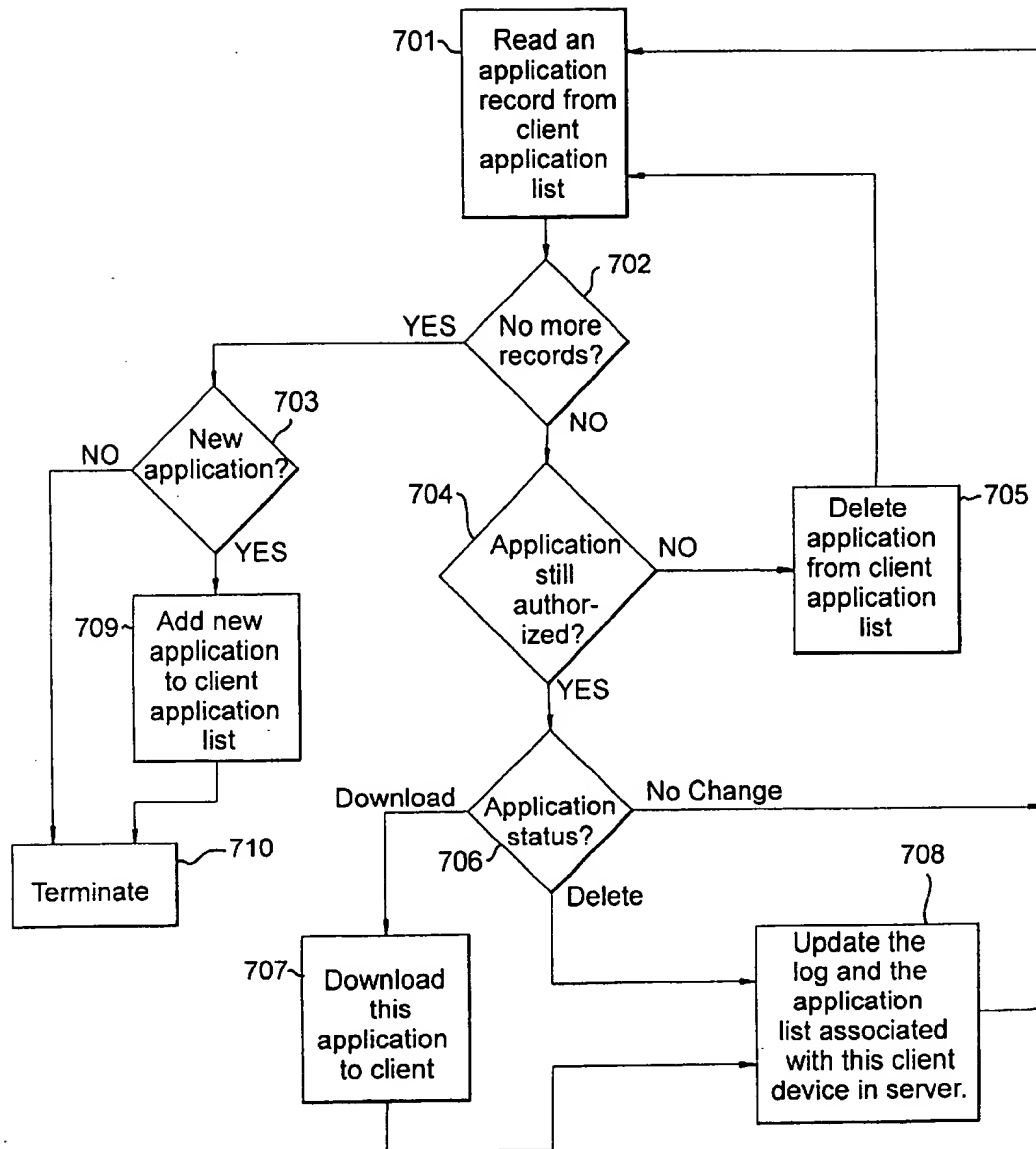 701
Read an
application
record from
client
application
list
702
YES
No more
records?
NO
703
NO
New
application?
YES
704
Application
still
author-
ized?
NO
YES
705
Delete
application
from client
application
list
709
Add new
application
to client
application
list
Download
Application
status?
706
No Change
Delete
710
Terminate
707
Download
this
application
to client
708
Update the
log and the
application
list associated
with this client
device in server.